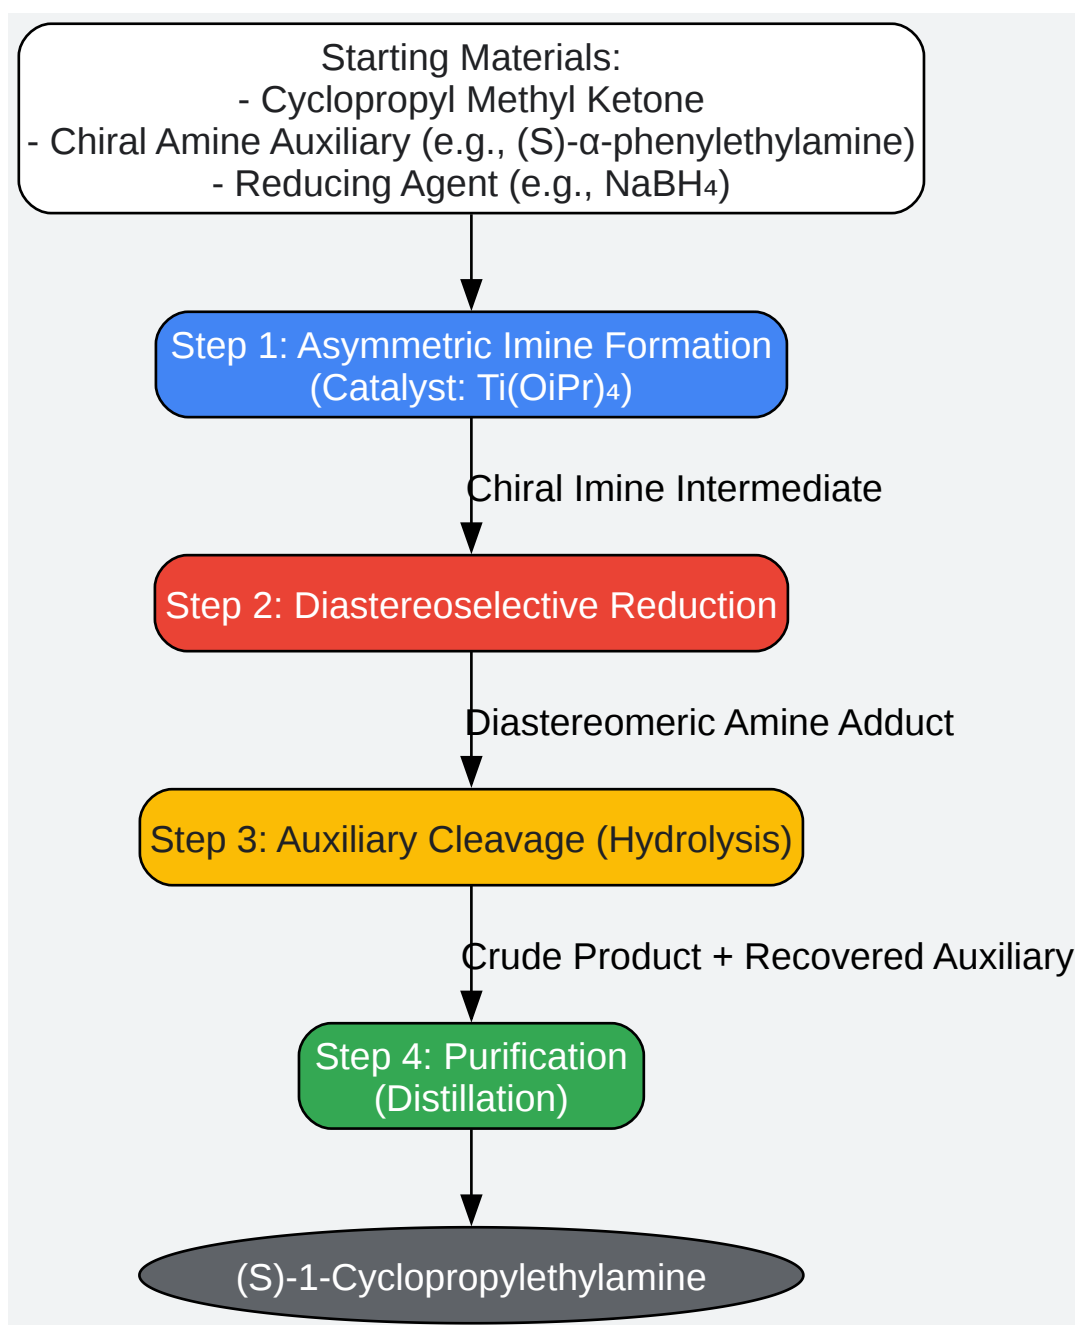 Starting Materials:
- Cyclopropyl Methyl Ketone
- Chiral Amine Auxiliary (e.g., (S)-α-phenylethylamine)
- Reducing Agent (e.g., NaBH₄)
Step 1: Asymmetric Imine Formation
(Catalyst: Ti(OiPr)₄)
Chiral Imine Intermediate
Step 2: Diastereoselective Reduction
Diastereomeric Amine Adduct
Step 3: Auxiliary Cleavage (Hydrolysis)
Crude Product + Recovered Auxiliary
Step 4: Purification
(Distillation)
(S)-1-Cyclopropylethylamine